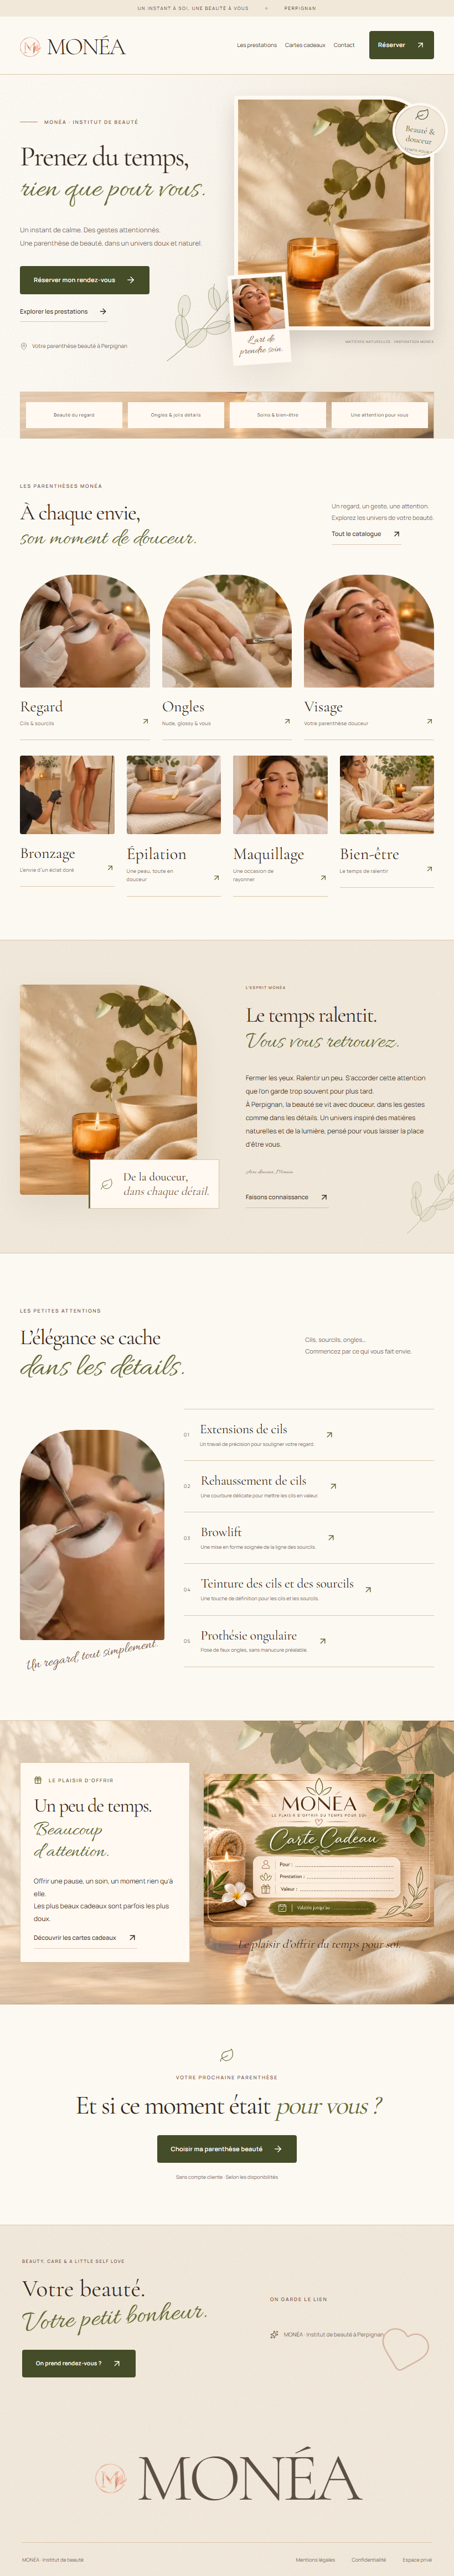 UN INSTANT À SOI, UNE BEAUTÉ À VOUS
PERPIGNAN
MONÉA
Les prestations
Cartes cadeaux
Contact
Réserver
MONÉA · INSTITUT DE BEAUTÉ
Prenez du temps,
rien que pour vous.
Un instant de calme. Des gestes attentionnés.
Une parenthèse de beauté, dans un univers doux et naturel.
Réserver mon rendez-vous
Explorer les prestations
Votre parenthèse beauté à Perpignan
Beauté &
douceur
L'art de
prendre soin
Beauté du regard
Ongles & jolis détails
Soins & bien-être
Une attention pour vous
LES PARENTHÈSES MONÉA
À chaque envie,
son moment de douceur.
Un regard, un geste, une attention.
Explorez les univers de votre beauté.
Tout le catalogue
Regard
Cils & sourcils
Ongles
Nude, glossy & vous
Visage
Votre parenthèse douceur
Bronzage
L'envie d'un éclat doré
Épilation
Une peau, toute en
douceur
Maquillage
Une occasion de
rayonner
Bien-être
Le temps de ralentir
L'ESPRIT MONÉA
Le temps ralentit.
Vous vous retrouvez.
Fermer les yeux. Ralentir un peu. S'accorder cette attention
que l'on garde trop souvent pour plus tard.
À Perpignan, la beauté se vit avec douceur, dans les gestes
comme dans les détails. Un univers inspiré des matières
naturelles et de la lumière, pensé pour vous laisser la place
d'être vous.
Avec douceur, Monéa
Faisons connaissance
De la douceur,
dans chaque détail.
LES PETITES ATTENTIONS
L'élégance se cache
dans les détails.
Cils, sourcils, ongles…
Commencez par ce qui vous fait envie.
01
Extensions de cils
Un travail de précision pour souligner votre regard.
02
Rehaussement de cils
Une courbure délicate pour mettre les cils en valeur.
03
Browlift
Une mise en forme soignée de la ligne des sourcils.
04
Teinture des cils et des sourcils
Une touche de définition pour les cils et les sourcils.
05
Prothésie ongulaire
Pose de faux ongles, sans manucure préalable.
Un regard, tout simplement.
LE PLAISIR D'OFFRIR
Un peu de temps.
Beaucoup
d'attention.
Offrir une pause, un soin, un moment rien qu'à
elle.
Les plus beaux cadeaux sont parfois les plus
doux.
Découvrir les cartes cadeaux
MONÉA
LE PLAISIR D'OFFRIR DU TEMPS POUR SOI
Carte Cadeau
Pour :
Prestation :
Valeur :
Valable jusqu'au
Le plaisir d'offrir du temps pour soi.
VOTRE PROCHAINE PARENTHÈSE
Et si ce moment était pour vous ?
Choisir ma parenthèse beauté
Sans compte cliente · Selon les disponibilités
BEAUTY, CARE & A LITTLE SELF LOVE
Votre beauté.
Votre petit bonheur.
On prend rendez-vous ?
ON GARDE LE LIEN
MONÉA · Institut de beauté à Perpignan
MONÉA
MONÉA · Institut de beauté
Mentions légales
Confidentialité
Espace privé